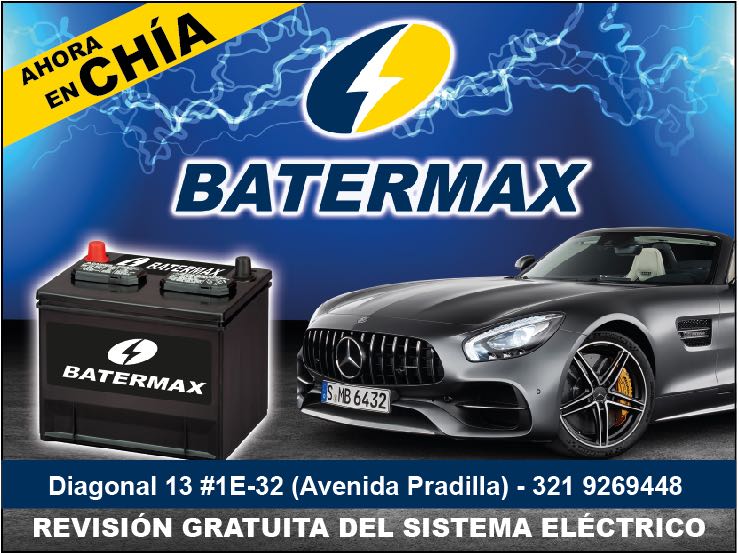 AHORA
EN CHÍA
BATERMAX
BATERMAX
BATERMAX
S MB 6432
Diagonal 13 #1E-32 (Avenida Pradilla) - 321 9269448
REVISIÓN GRATUITA DEL SISTEMA ELÉCTRICO